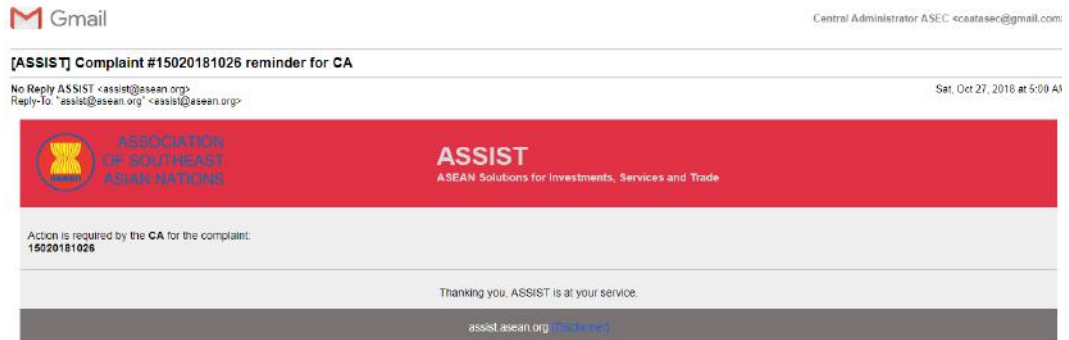 Gmail
Central Administrator ASEC <caatasec@gmail.com>
[ASSIST] Complaint #15020181026 reminder for CA
No Reply ASSIST <assist@asean.org>
Sat, Oct 27, 2018 at 5:00 AM
Reply-To: "assist@asean.org" <assist@asean.org>
ASSOCIATION
OF SOUTHEAST
ASIAN NATIONS
ASSIST
ASEAN Solutions for Investments, Services and Trade
Action is required by the CA for the complaint:
15020181026
Thanking you, ASSIST is at your service.
assist.asean.org [Disclaimer]